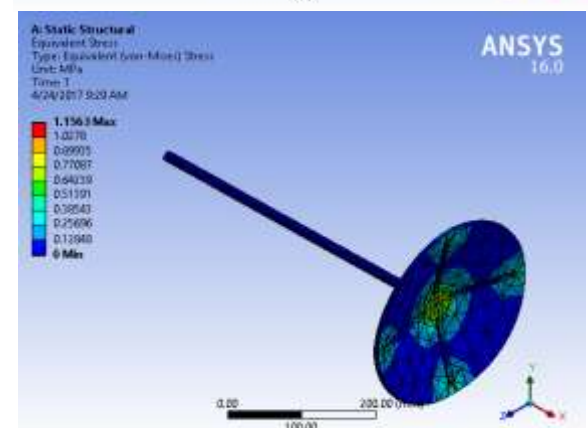 A: Static Structural
Equivalent Stress
Type: Equivalent (von-Mises) Stress
Unit: MPa
Time: 1
4/24/2017 9:29 AM
ANSYS
16.0
1.1563 Max
1.0278
0.89935
0.77087
0.64239
0.51391
0.38543
0.25696
0.12848
0 Min
0.00
200.00 (mm)
100.00
Y
Z
X